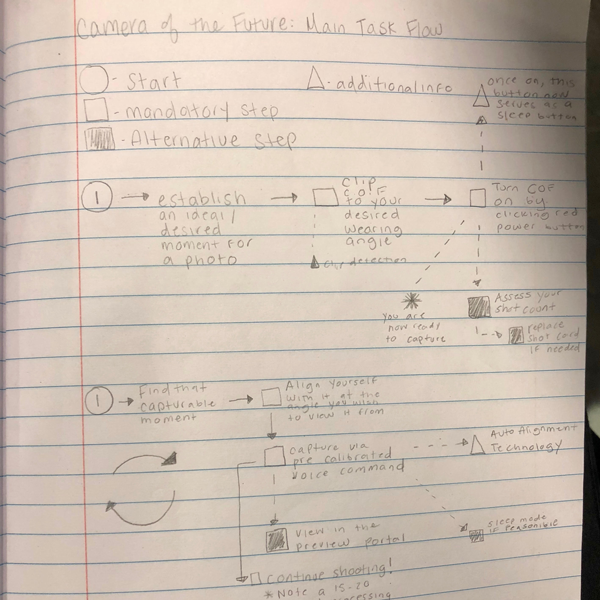 Camera of the Future: Main Task Flow
- Start
- additional info
- mandatory step
- Alternative step
once on, this
button now
serves as a
sleep button
1
establish
an ideal/
desired
moment for
a photo
Clip
COF
to your
desired
wearing
angle
clip detection
Turn COF
on by
clicking red
power button
you are
now ready
to capture
Assess your
shot count
replace
shot card
if needed
1
Find that
capturable
moment
Align yourself
with it at the
angle you wish
to view it from
capture via
pre calibrated
voice command
Auto Alignment
Technology
view in the
preview portal
sleep mode
if reasonible
continue shooting!
* Note a 15-20